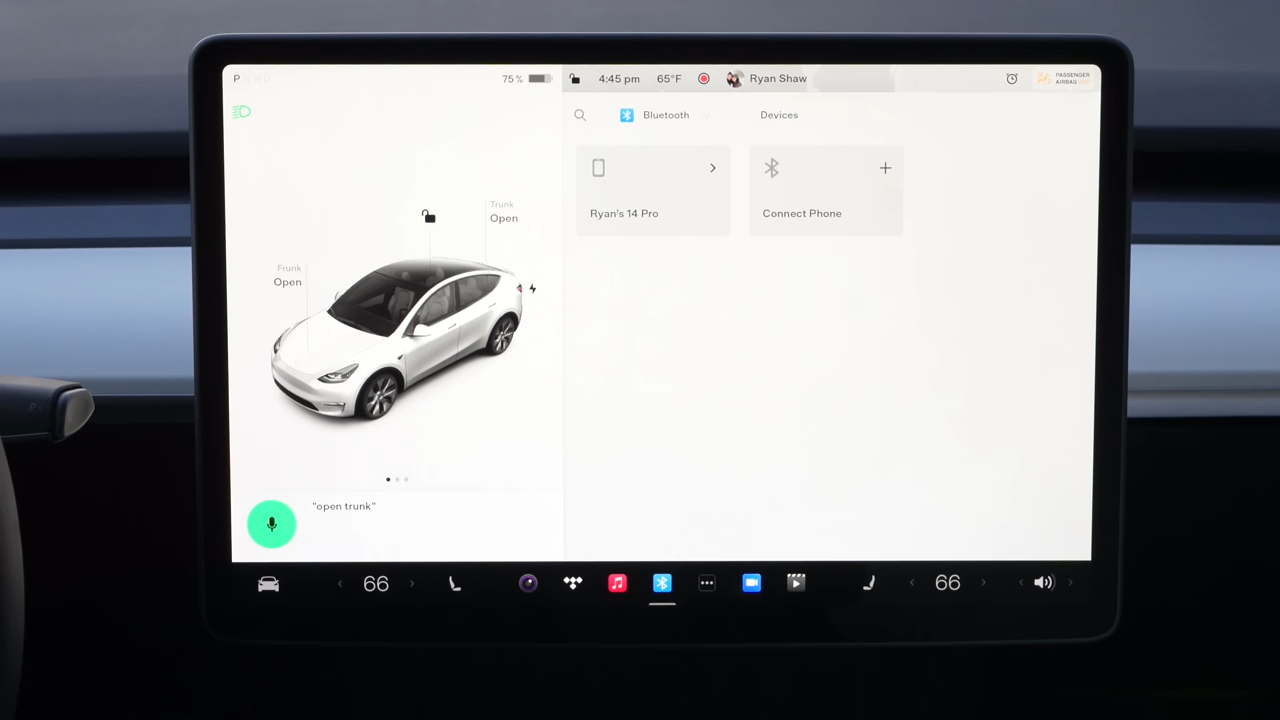 P R N D
75 %
4:45 pm
65°F
Ryan Shaw
PASSENGER
AIRBAG OFF
Bluetooth
Devices
Ryan's 14 Pro
Connect Phone
Trunk
Open
Frunk
Open
"open trunk"
66
66